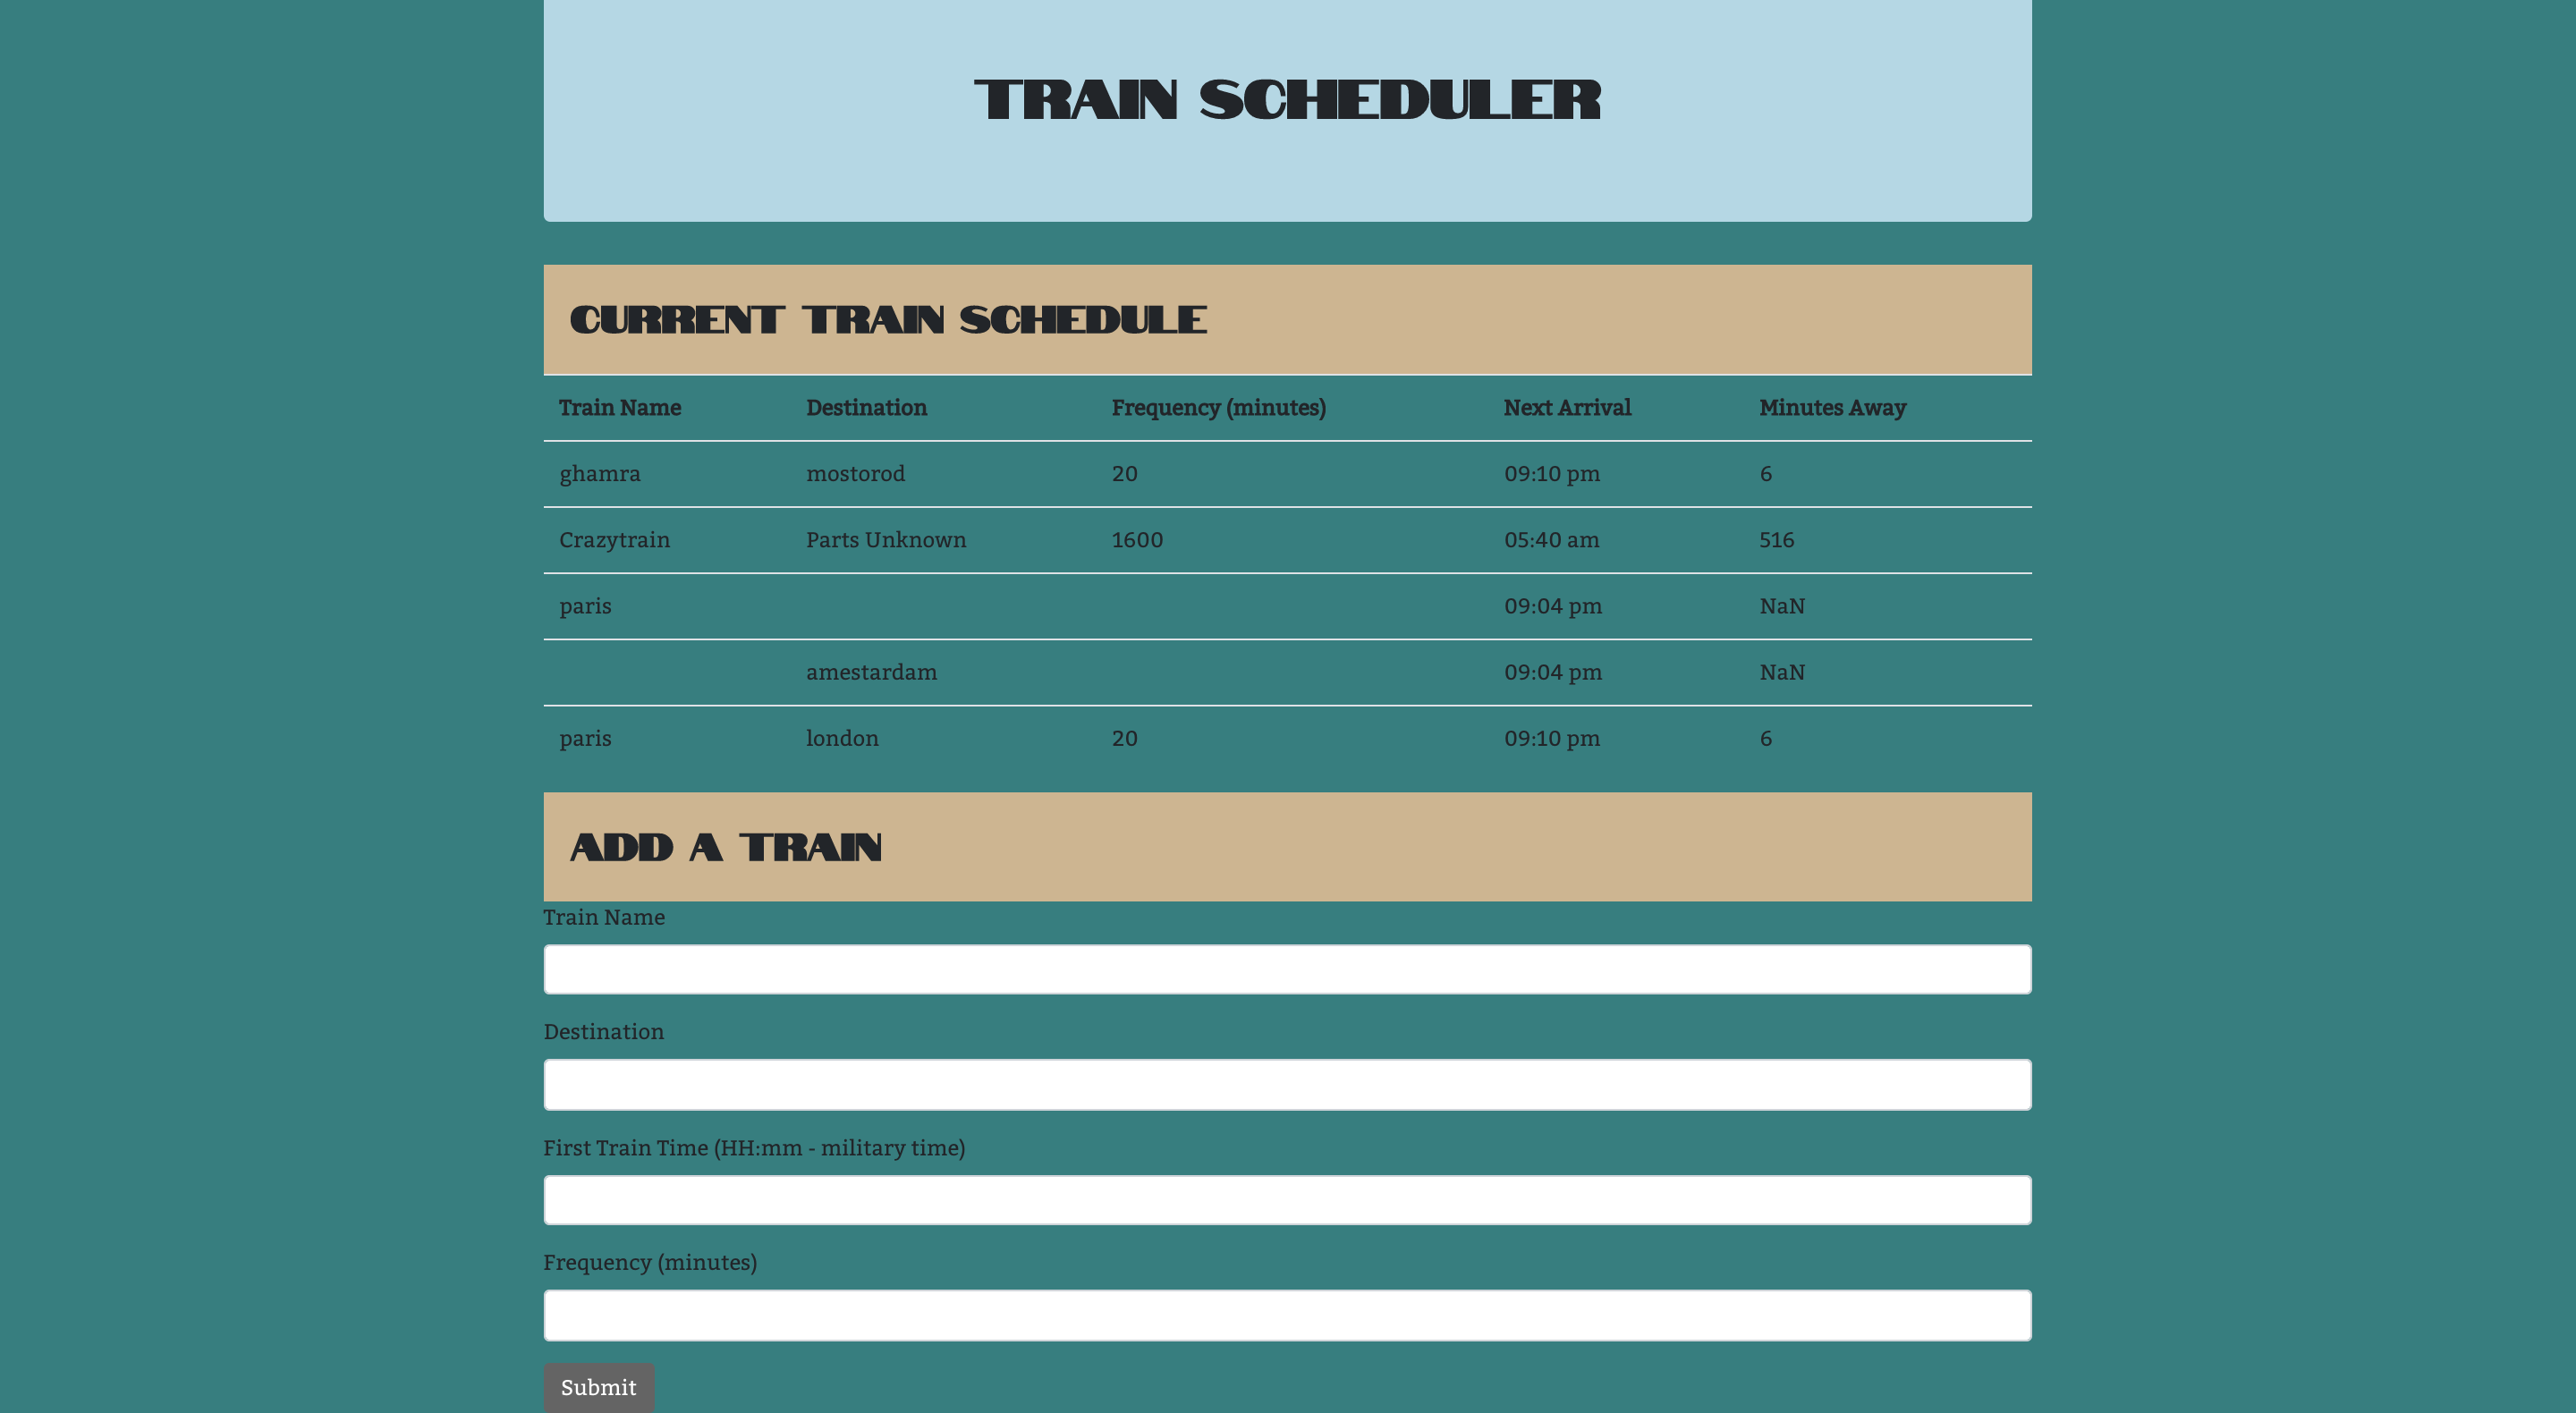 TRAIN SCHEDULER
CURRENT TRAIN SCHEDULE
Train Name Destination Frequency (minutes) Next Arrival Minutes Away
ghamra mostorod 20 09:10 pm 6
Crazytrain Parts Unknown 1600 05:40 am 516
paris 09:04 pm NaN
amestardam 09:04 pm NaN
paris london 20 09:10 pm 6
ADD A TRAIN
Train Name
Destination
First Train Time (HH:mm - military time)
Frequency (minutes)
Submit